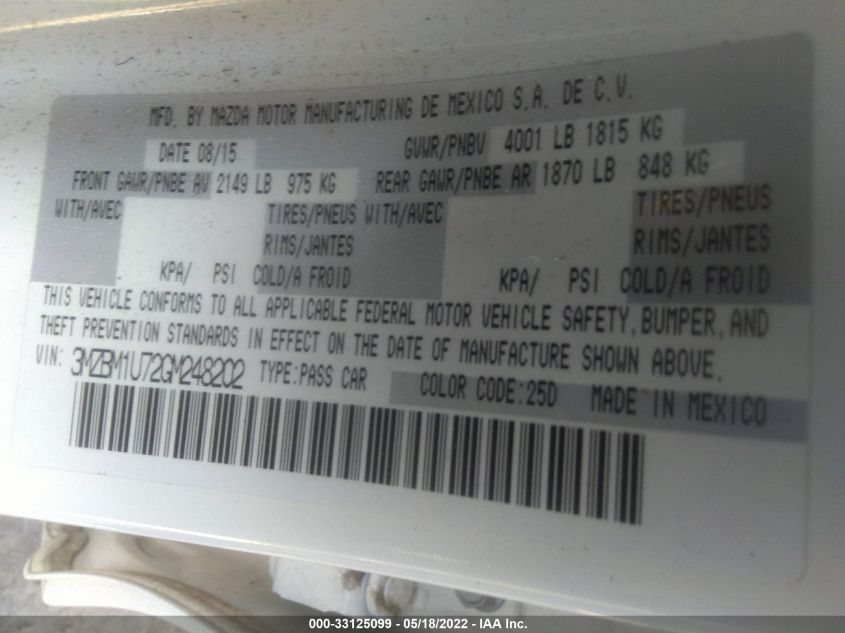 MFD. BY MAZDA MOTOR MANUFACTURING DE MEXICO S.A. DE C.V.
DATE 08/15 GVWR/PNBV 4001 LB 1815 KG
FRONT GAWR/PNBE AV 2149 LB 975 KG REAR GAWR/PNBE AR 1870 LB 848 KG
WITH/AVEC TIRES/PNEUS WITH/AVEC TIRES/PNEUS
RIMS/JANTES RIMS/JANTES
KPA/ PSI COLD/A FROID KPA/ PSI COLD/A FROID
THIS VEHICLE CONFORMS TO ALL APPLICABLE FEDERAL MOTOR VEHICLE SAFETY, BUMPER, AND
THEFT PREVENTION STANDARDS IN EFFECT ON THE DATE OF MANUFACTURE SHOWN ABOVE.
VIN: 3MZBM1U72GM248202 TYPE:PASS CAR COLOR CODE:25D MADE IN MEXICO
000-33125099 - 05/18/2022 - IAA Inc.